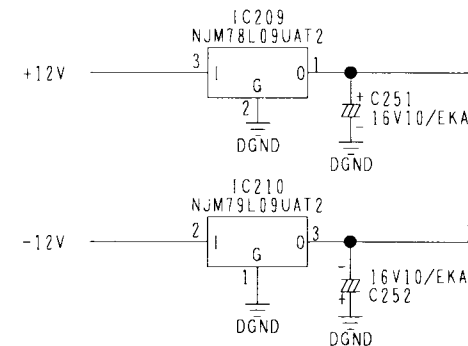 IC209
NJM78L09UAT2
+12V
3
I
O
1
G
2
DGND
+
C251
16V10/EKA
-
DGND
IC210
NJM79L09UAT2
-12V
2
I
O
3
G
1
DGND
-
16V10/EKA
+
C252
DGND